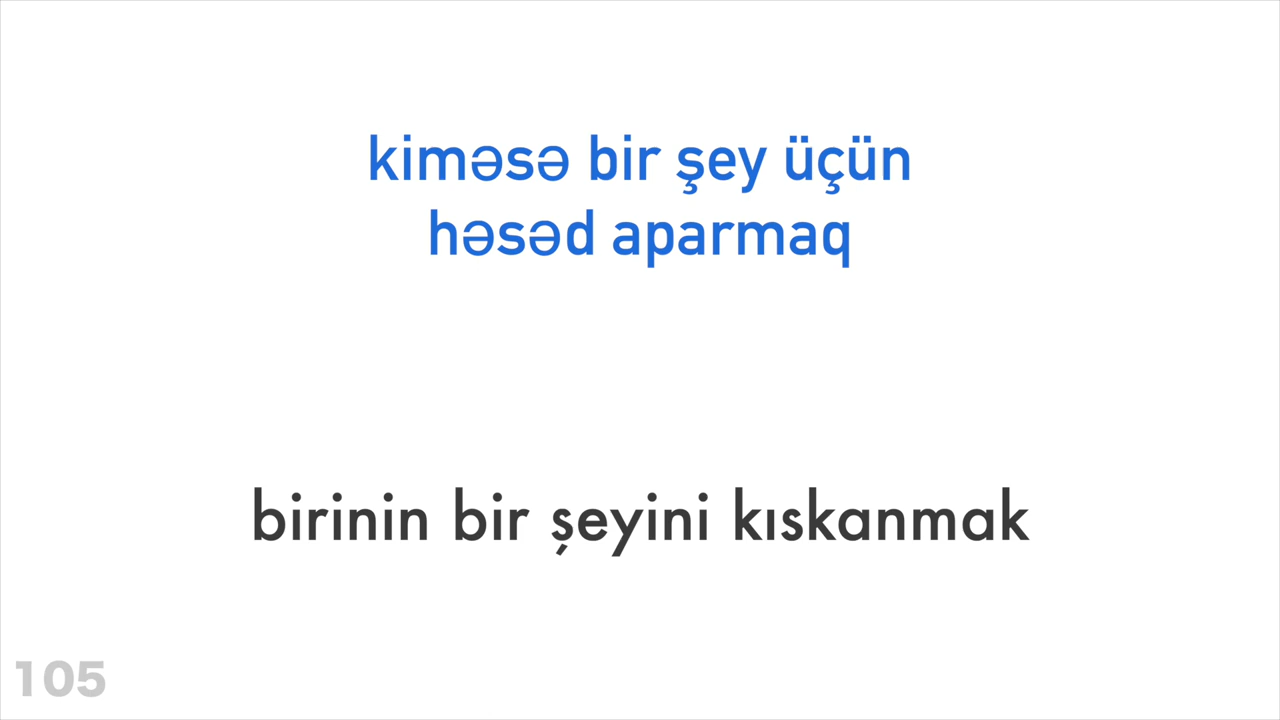 kiməsə bir şey üçün
həsəd aparmaq
birinin bir şeyini kıskanmak
105